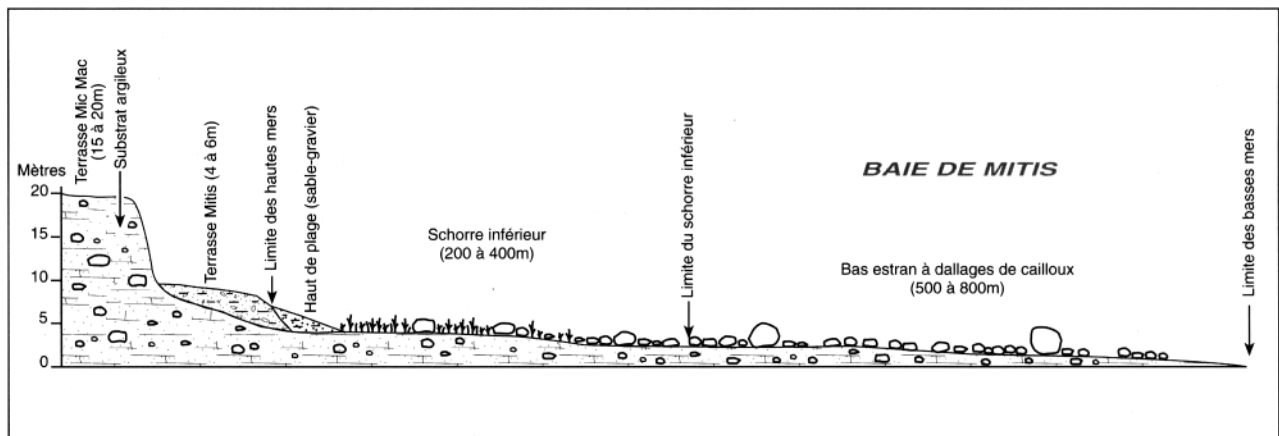 Terrasse Mic Mac
(15 à 20m)
Substrat argileux
Mètres
20
15
10
5
0
Terrasse Mitis (4 à 6m)
Limite des hautes mers
Haut de plage (sable-gravier)
Schorre inférieur
(200 à 400m)
Limite du schorre inférieur
BAIE DE MITIS
Bas estran à dallages de cailloux
(500 à 800m)
Limite des basses mers